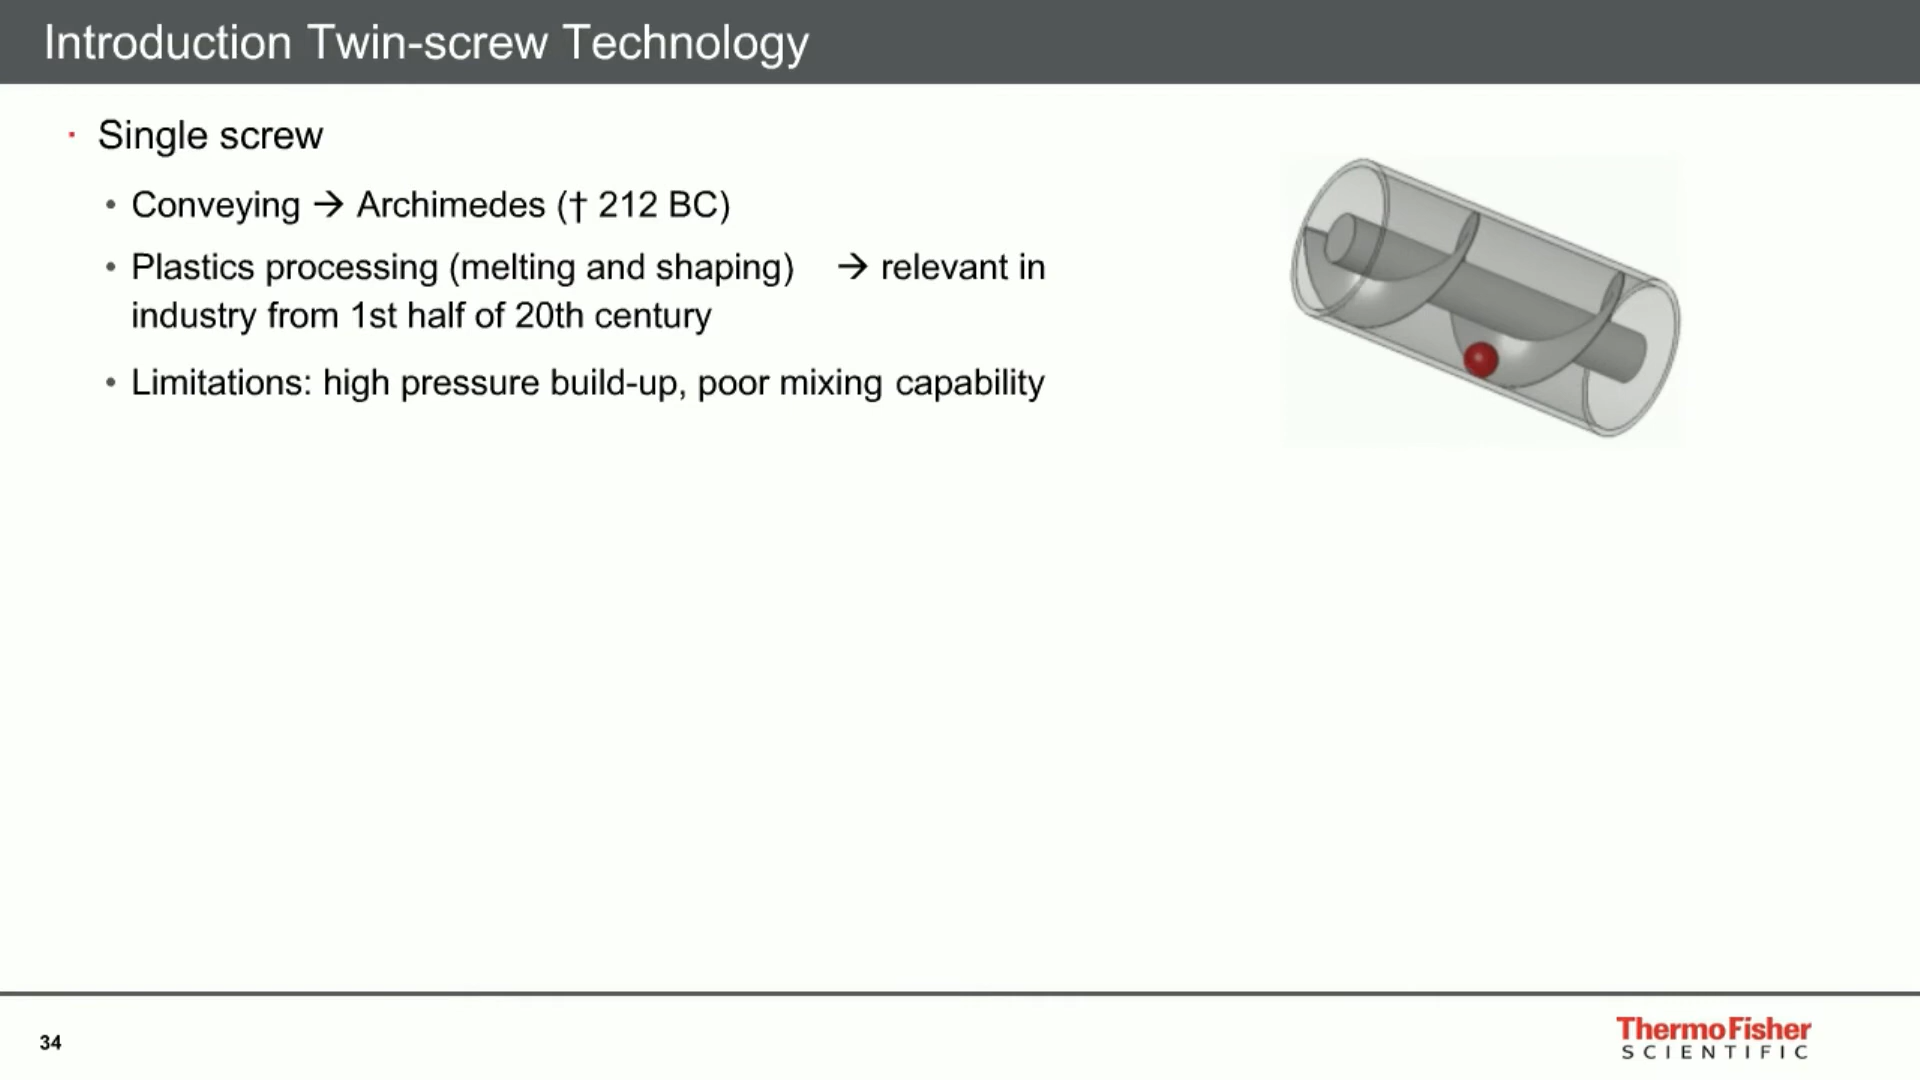 Introduction Twin-screw Technology
· Single screw
• Conveying → Archimedes († 212 BC)
• Plastics processing (melting and shaping) → relevant in
industry from 1st half of 20th century
• Limitations: high pressure build-up, poor mixing capability
34
ThermoFisher
SCIENTIFIC